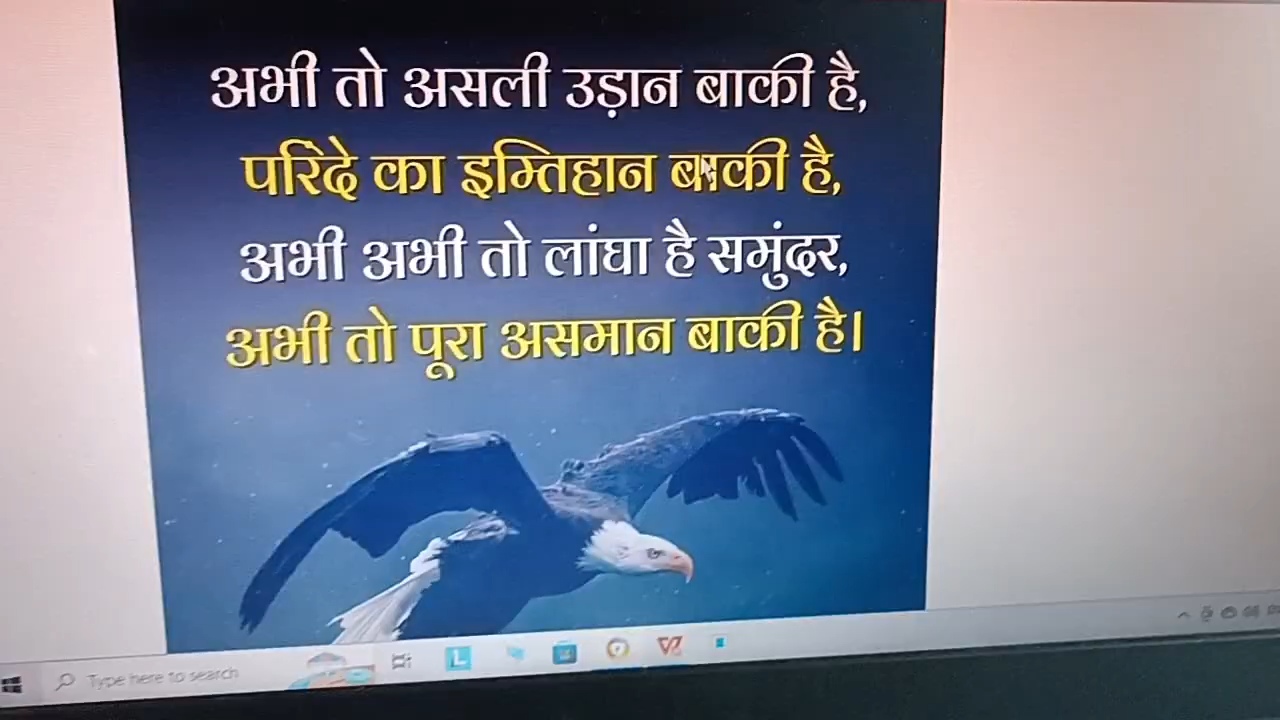 अभी तो असली उड़ान बाकी है,
परिंदे का इम्तिहान बाकी है,
अभी अभी तो लांघा है समुंदर,
अभी तो पूरा असमान बाकी है।
Type here to search